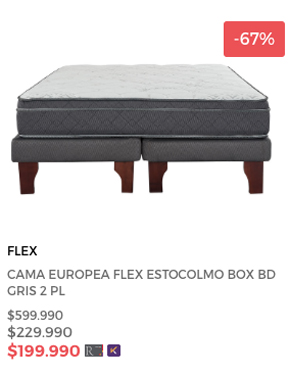 -67%
FLEX
CAMA EUROPEA FLEX ESTOCOLMO BOX BD
GRIS 2 PL
$599.990
$229.990
$199.990